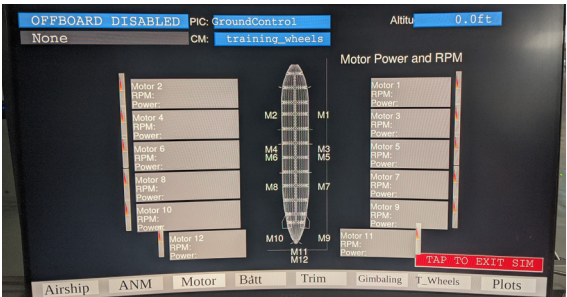 OFFBOARD DISABLED PIC: GroundControl Altitu 0.0ft
None CM: training_wheels
Motor Power and RPM
Motor 2
RPM:
Power:
Motor 4
RPM:
Power:
Motor 6
RPM:
Power:
Motor 8
RPM:
Power:
Motor 10
RPM:
Power:
Motor 12
RPM:
Power:
M2 M1
M4 M3
M6 M5
M8 M7
M10 M9
M11
M12
Motor 1
RPM:
Power:
Motor 3
RPM:
Power:
Motor 5
RPM:
Power:
Motor 7
RPM:
Power:
Motor 9
RPM:
Power:
Motor 11
RPM:
Power:
TAP TO EXIT SIM
Airship ANM Motor Batt Trim Gimbaling T_Wheels Plots